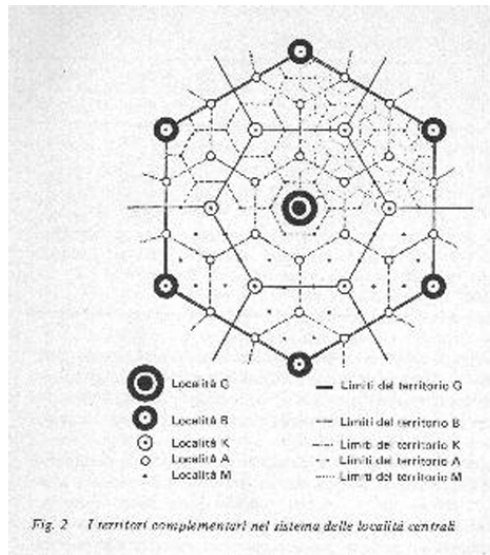 Località G
Località B
Località K
Località A
Località M
Limiti del territorio G
Limiti del territorio B
Limiti del territorio K
Limiti del territorio A
Limiti del territorio M
Fig. 2 - I territori complementari nel sistema delle località centrali